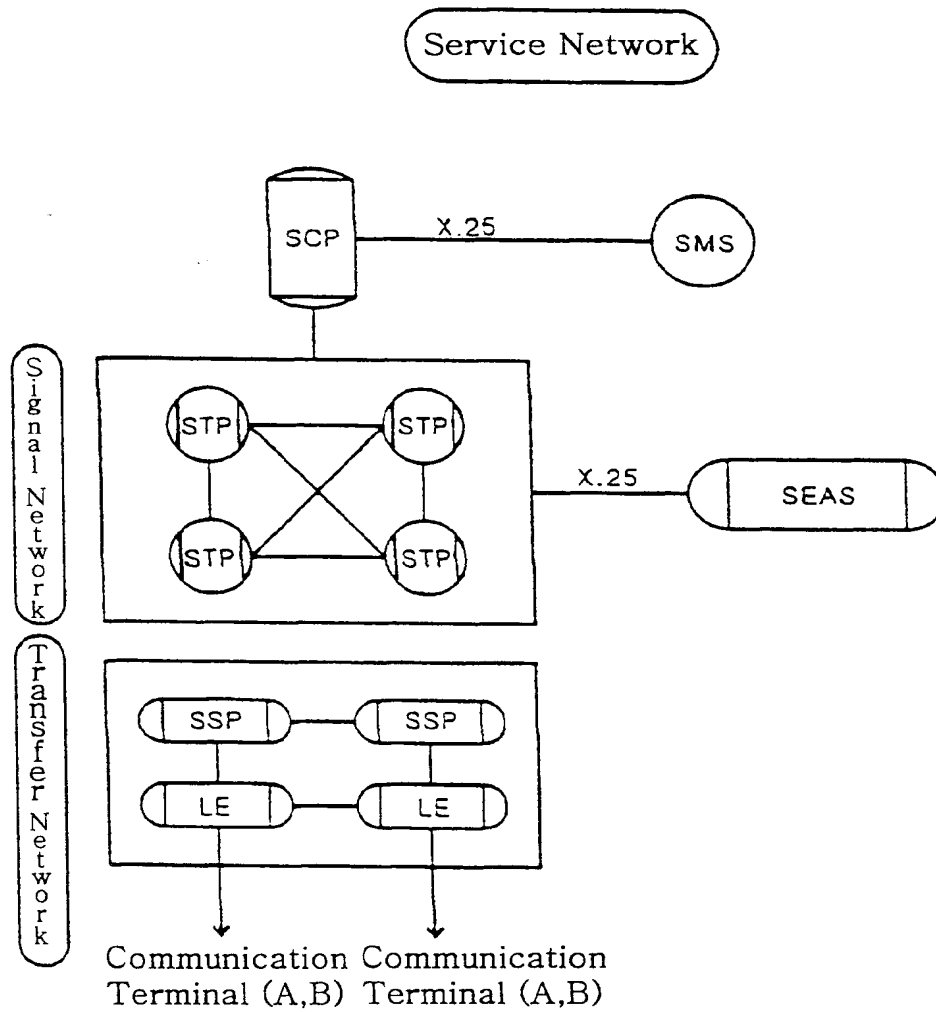 Service Network
SCP
X.25
SMS
Signal Network
STP
STP
STP
STP
X.25
SEAS
Transfer Network
SSP
SSP
LE
LE
Communication
Terminal (A,B)
Communication
Terminal (A,B)